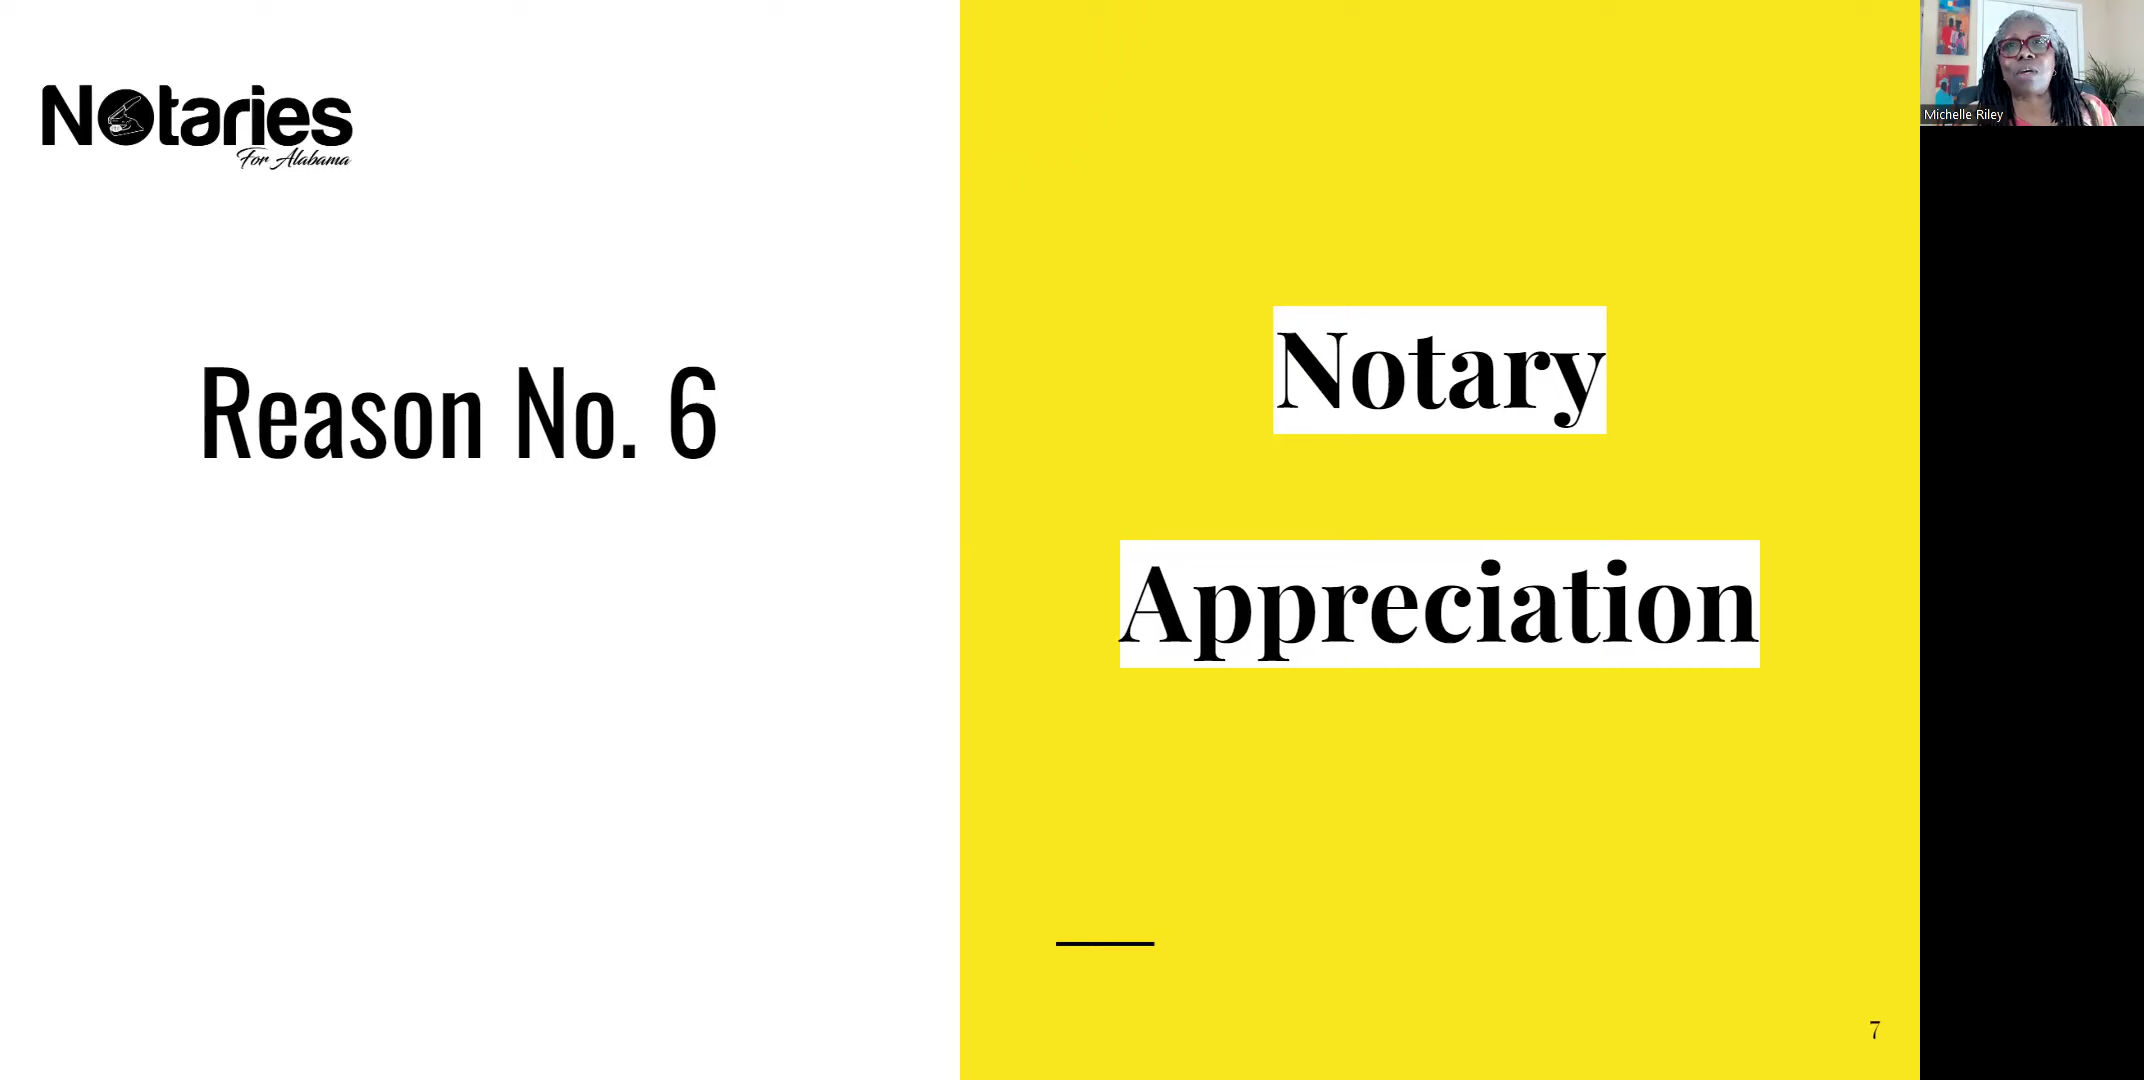 Notaries
For Alabama
Reason No. 6
Notary
Appreciation
7
Michelle Riley